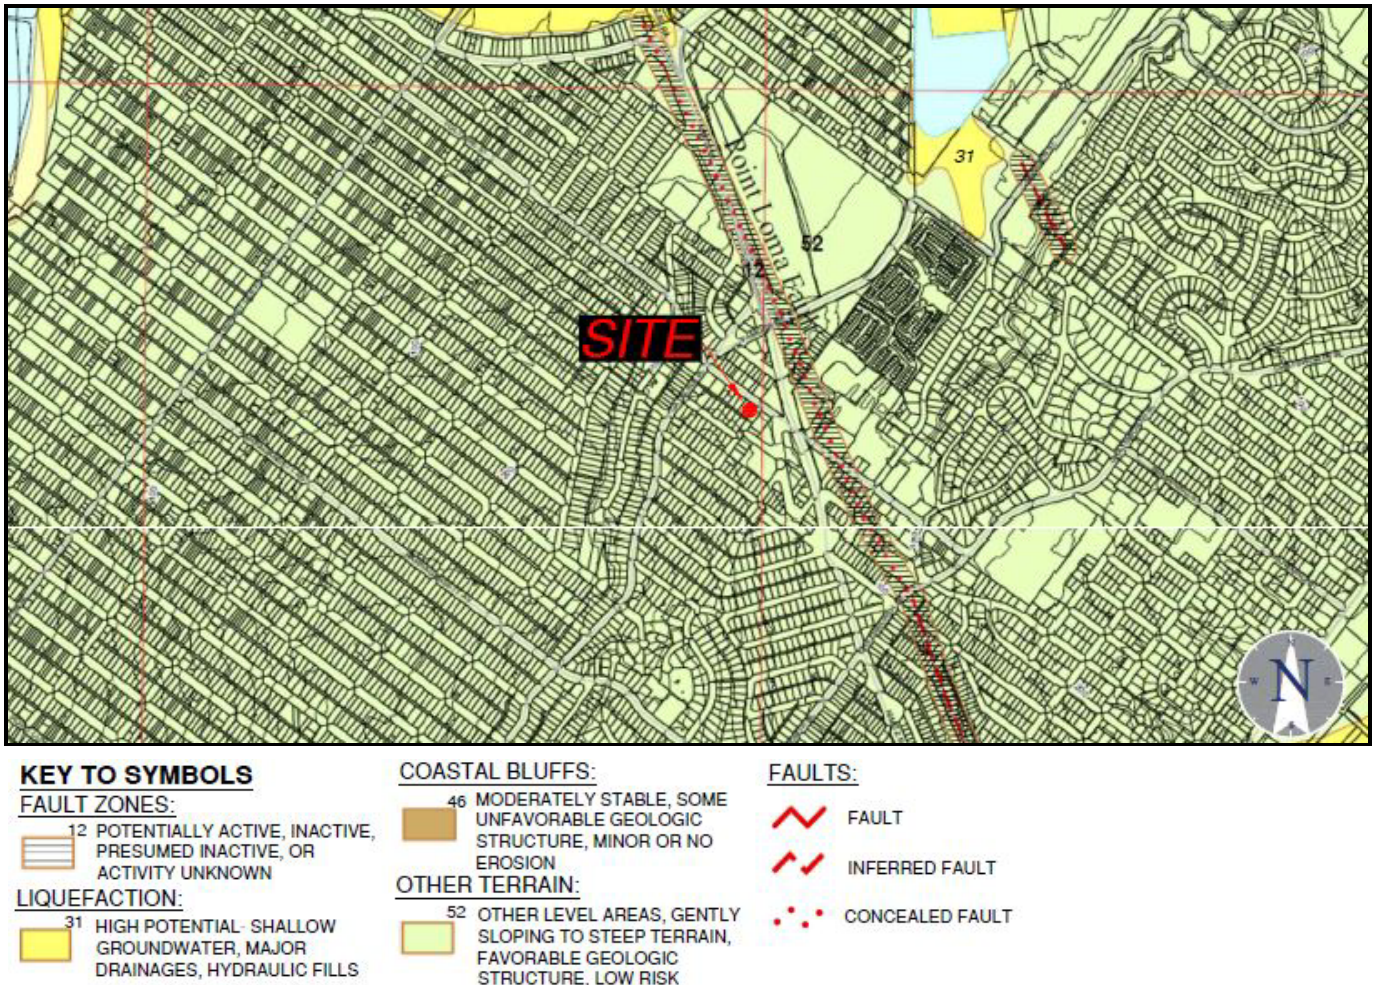 31
Point Loma F
52
12
SITE
N
W
N
E
KEY TO SYMBOLS
FAULT ZONES:
12 POTENTIALLY ACTIVE, INACTIVE,
PRESUMED INACTIVE, OR
ACTIVITY UNKNOWN
LIQUEFACTION:
31 HIGH POTENTIAL- SHALLOW
GROUNDWATER, MAJOR
DRAINAGES, HYDRAULIC FILLS
COASTAL BLUFFS:
46 MODERATELY STABLE, SOME
UNFAVORABLE GEOLOGIC
STRUCTURE, MINOR OR NO
EROSION
OTHER TERRAIN:
52 OTHER LEVEL AREAS, GENTLY
SLOPING TO STEEP TERRAIN,
FAVORABLE GEOLOGIC
STRUCTURE, LOW RISK
FAULTS:
FAULT
INFERRED FAULT
CONCEALED FAULT